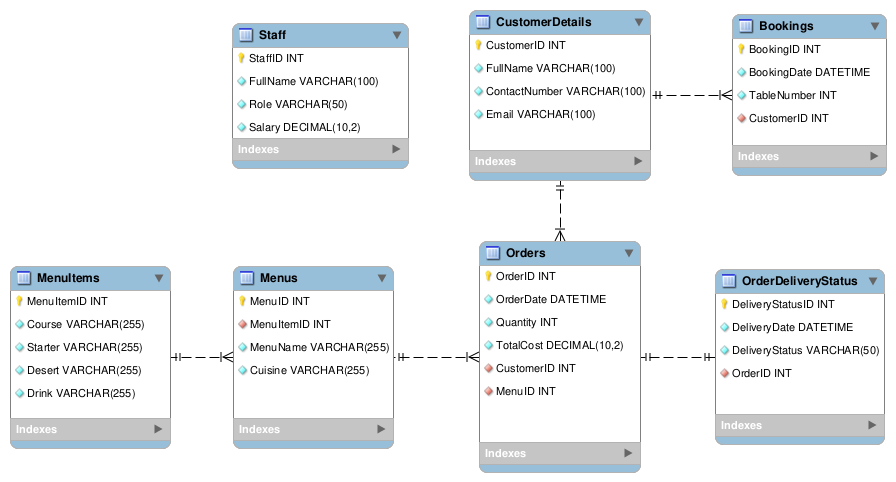 Staff
StaffID INT
FullName VARCHAR(100)
Role VARCHAR(50)
Salary DECIMAL(10,2)
Indexes
CustomerDetails
CustomerID INT
FullName VARCHAR(100)
ContactNumber VARCHAR(100)
Email VARCHAR(100)
Indexes
Bookings
BookingID INT
BookingDate DATETIME
TableNumber INT
CustomerID INT
Indexes
MenuItems
MenuItemID INT
Course VARCHAR(255)
Starter VARCHAR(255)
Desert VARCHAR(255)
Drink VARCHAR(255)
Indexes
Menus
MenuID INT
MenuItemID INT
MenuName VARCHAR(255)
Cuisine VARCHAR(255)
Indexes
Orders
OrderID INT
OrderDate DATETIME
Quantity INT
TotalCost DECIMAL(10,2)
CustomerID INT
MenuID INT
Indexes
OrderDeliveryStatus
DeliveryStatusID INT
DeliveryDate DATETIME
DeliveryStatus VARCHAR(50)
OrderID INT
Indexes